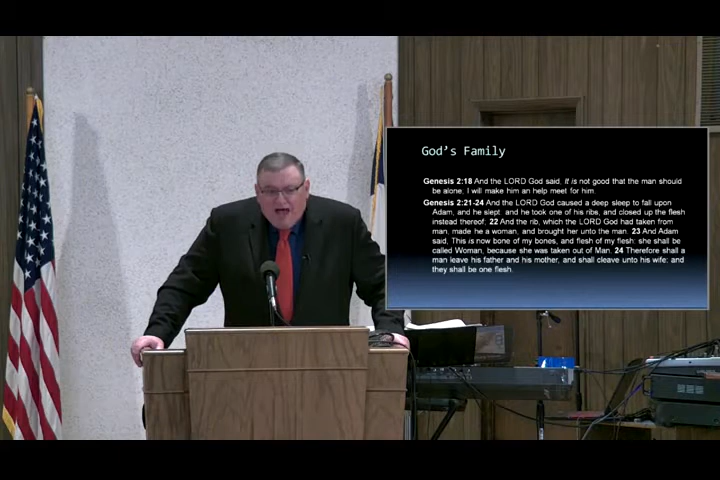 God's Family
Genesis 2:18 And the LORD God said, It is not good that the man should
be alone; I will make him an help meet for him.
Genesis 2:21-24 And the LORD God caused a deep sleep to fall upon
Adam, and he slept: and he took one of his ribs, and closed up the flesh
instead thereof; 22 And the rib, which the LORD God had taken from
man, made he a woman, and brought her unto the man. 23 And Adam
said, This is now bone of my bones, and flesh of my flesh: she shall be
called Woman, because she was taken out of Man. 24 Therefore shall a
man leave his father and his mother, and shall cleave unto his wife: and
they shall be one flesh.